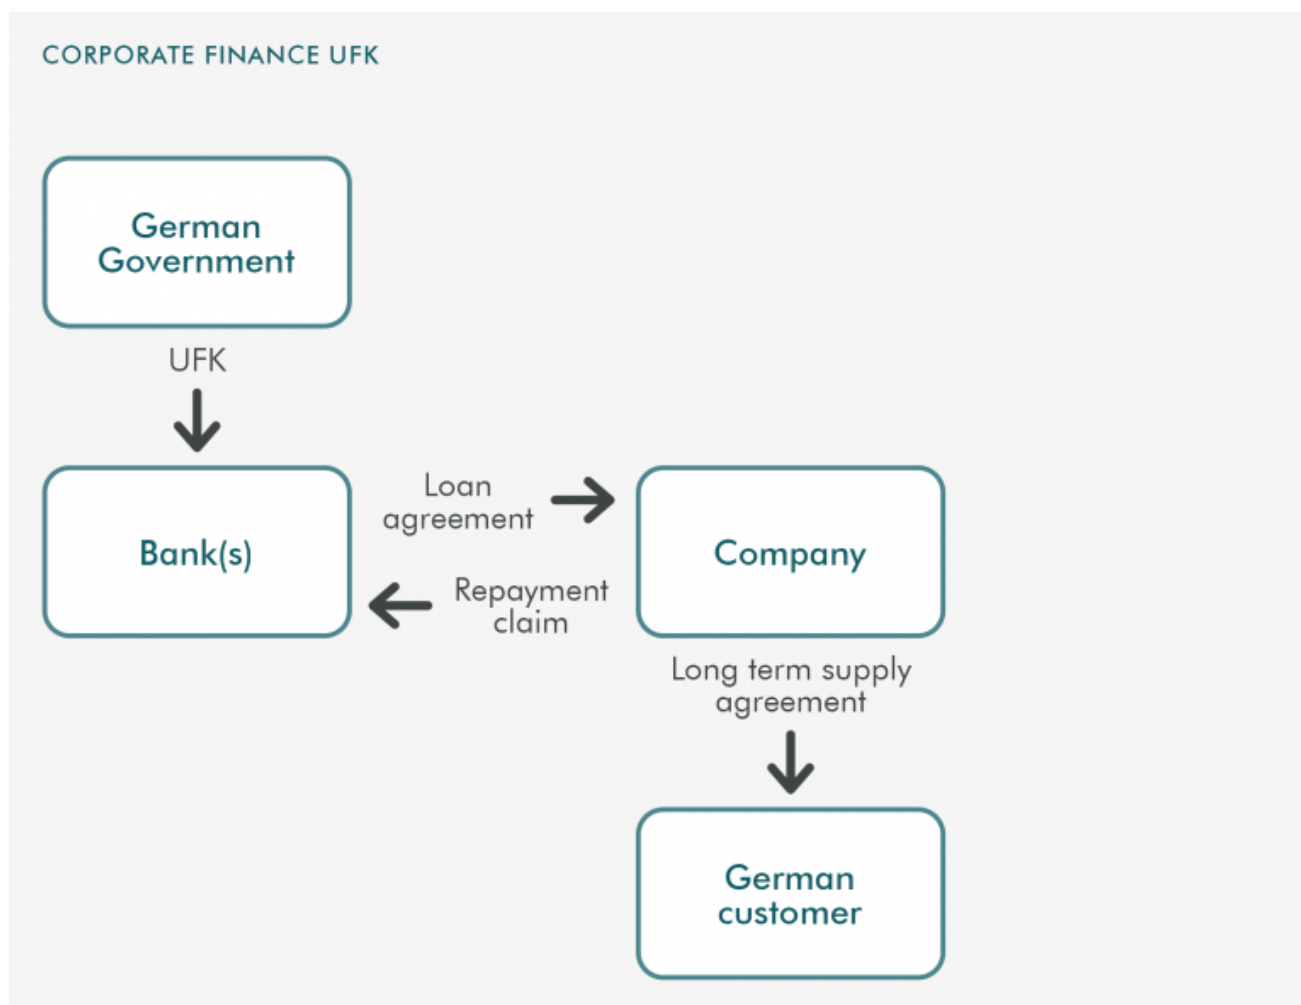 CORPORATE FINANCE UFK
German
Government
UFK
Bank(s)
Loan
agreement
Repayment
claim
Company
Long term supply
agreement
German
customer